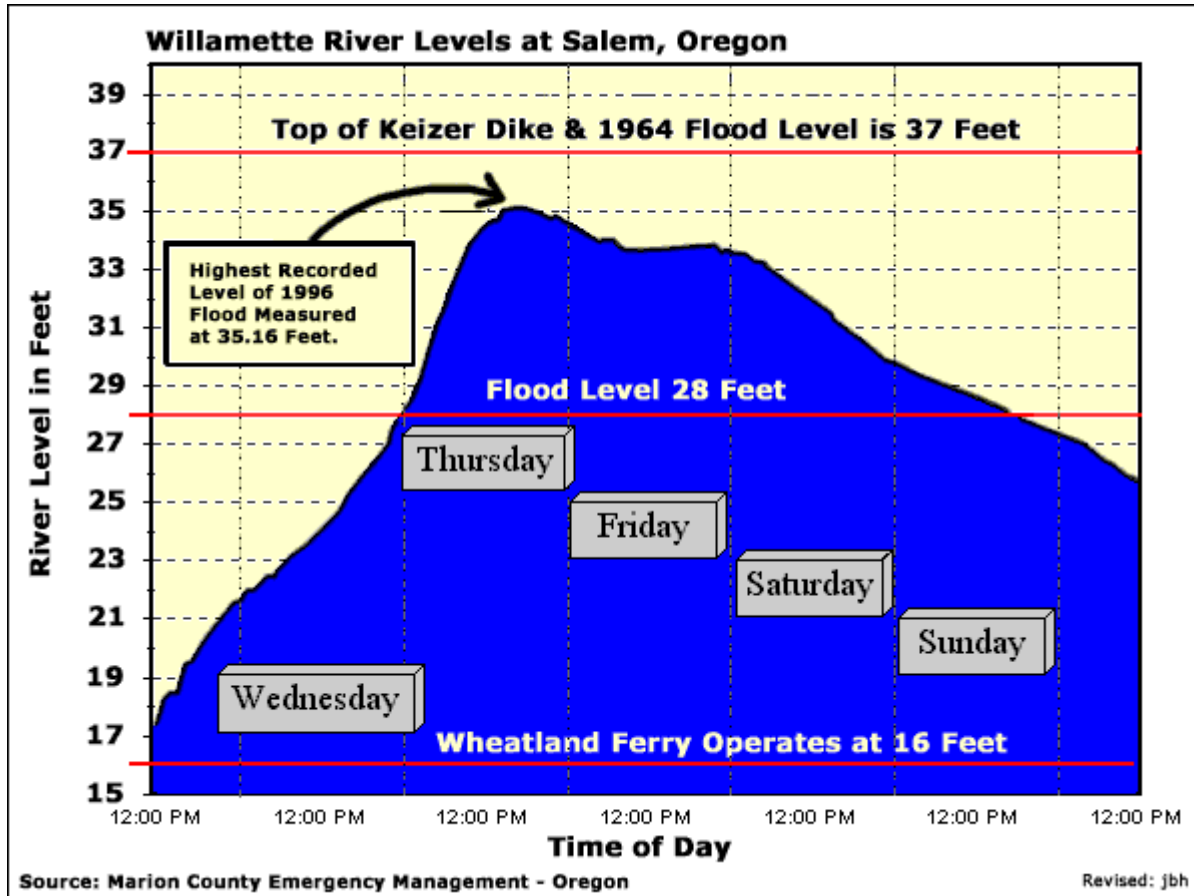 Willamette River Levels at Salem, Oregon
39
Top of Keizer Dike & 1964 Flood Level is 37 Feet
37
35
Highest Recorded
Level of 1996
Flood Measured
at 35.16 Feet.
33
31
29
Flood Level 28 Feet
27
Thursday
25
Friday
23
Saturday
21
Sunday
19
Wednesday
17
Wheatland Ferry Operates at 16 Feet
15
River Level in Feet
12:00 PM 12:00 PM 12:00 PM 12:00 PM 12:00 PM 12:00 PM 12:00 PM
Time of Day
Source: Marion County Emergency Management - Oregon
Revised: jbh